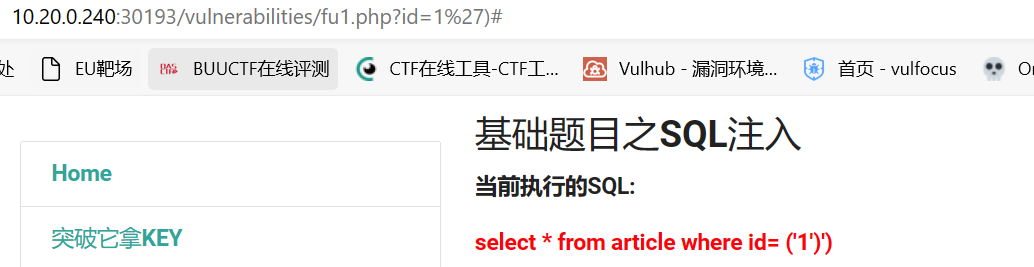 10.20.0.240:30193/vulnerabilities/fu1.php?id=1%27)#
处 EU靶场 BUUCTF在线评测 CTF在线工具-CTF工... Vulhub - 漏洞环境... 首页 - vulfocus
基础题目之SQL注入
Home
当前执行的SQL:
突破它拿KEY
select * from article where id= ('1')')